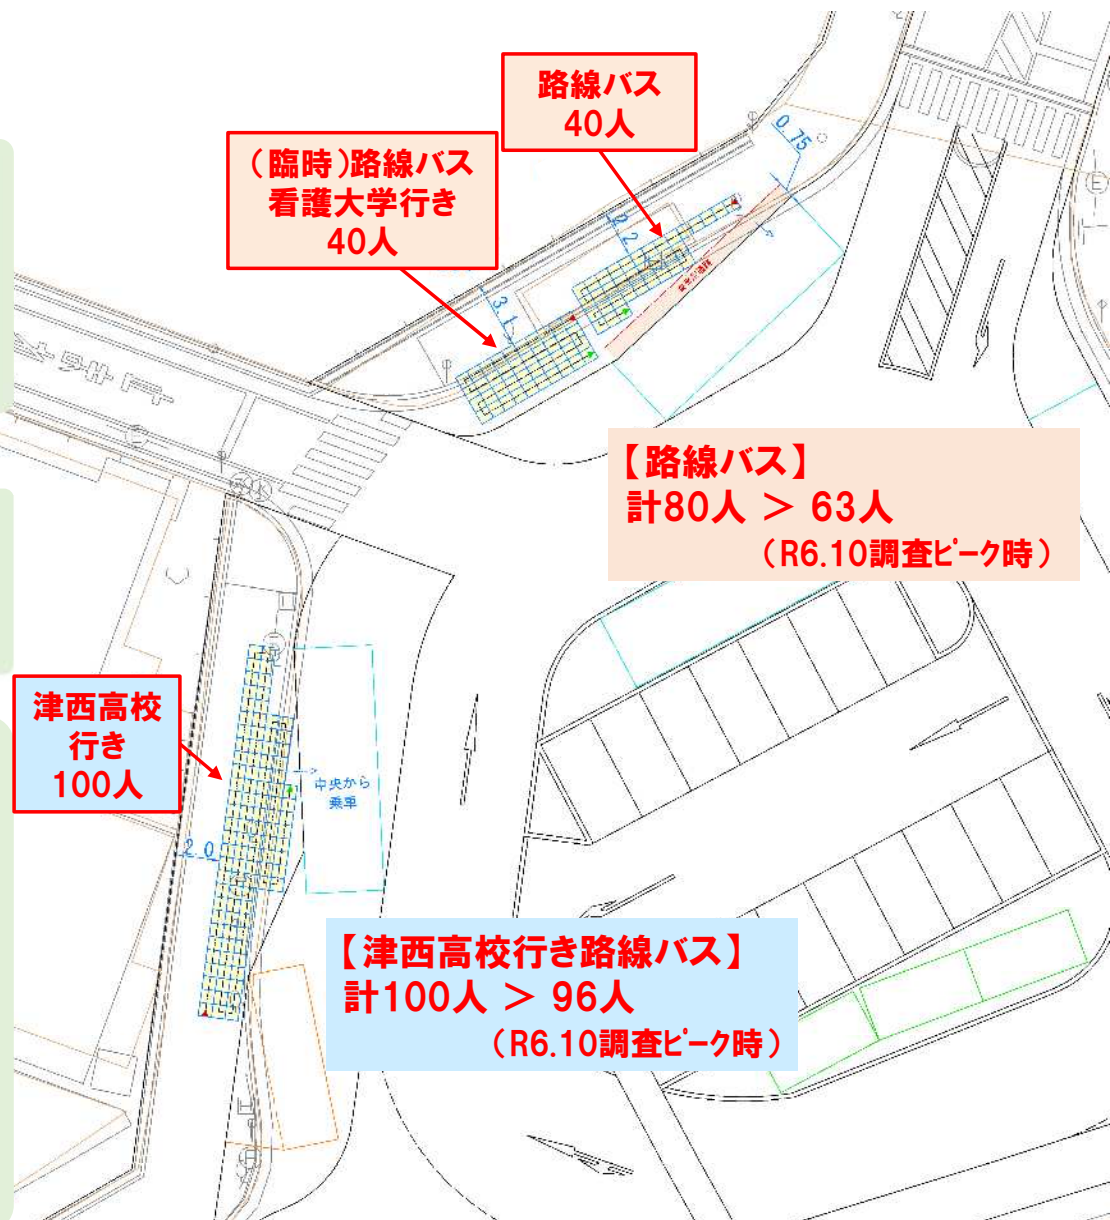 路線バス
40人
（臨時）路線バス
看護大学行き
40人
0.75
2.2
3.1
【路線バス】
計80人 ＞ 63人
（R6.10調査ピーク時）
津西高校
行き
100人
中央から
乗車
2.0
【津西高校行き路線バス】
計100人 ＞ 96人
（R6.10調査ピーク時）
E